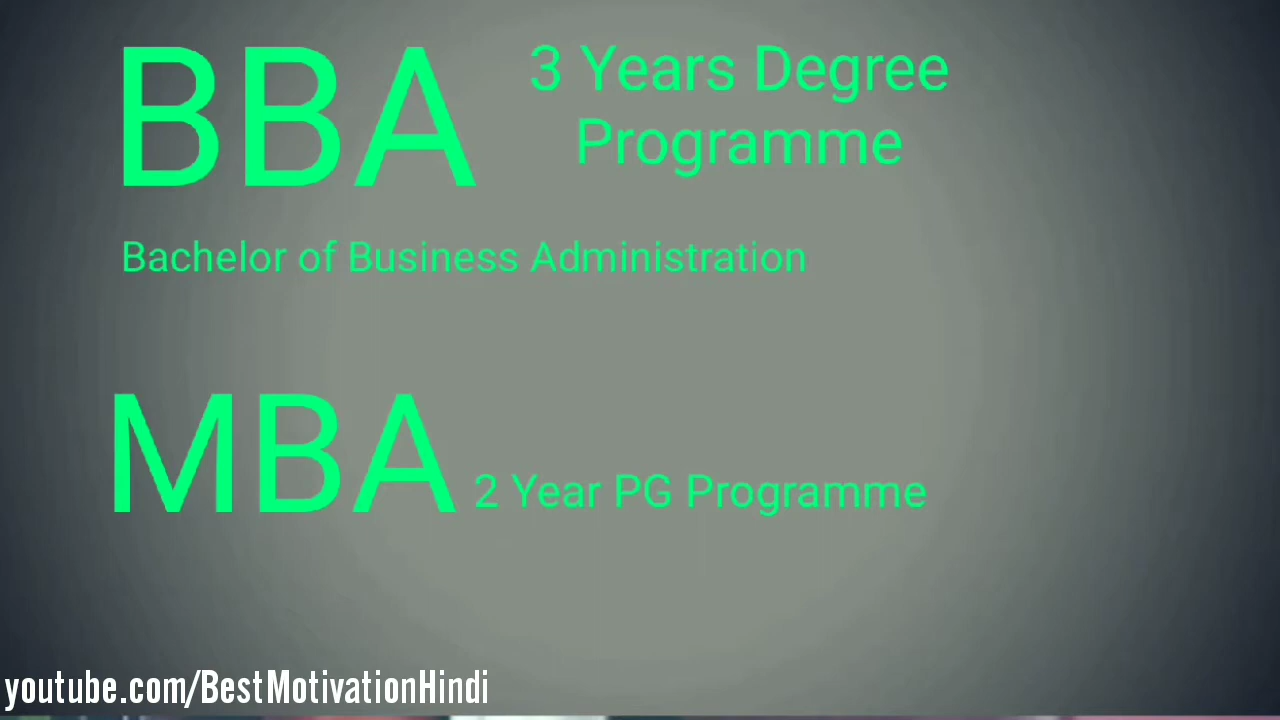 BBA
3 Years Degree
Programme
Bachelor of Business Administration
MBA
2 Year PG Programme
youtube.com/BestMotivationHindi